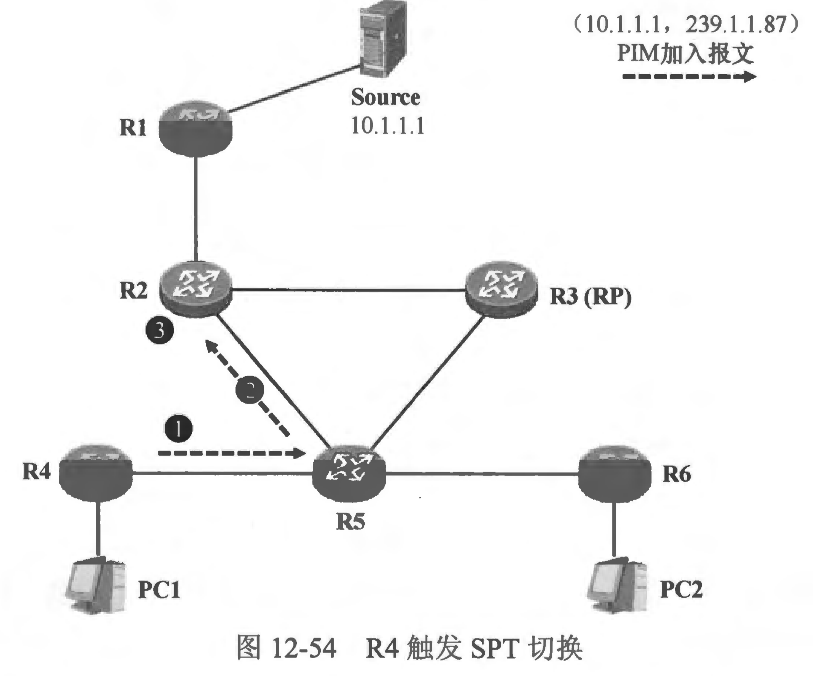 (10.1.1.1，239.1.1.87)
PIM加入报文
Source
10.1.1.1
R1
R2
R3 (RP)
3
2
1
R4
R6
R5
PC1
PC2
图 12-54 R4 触发 SPT 切换